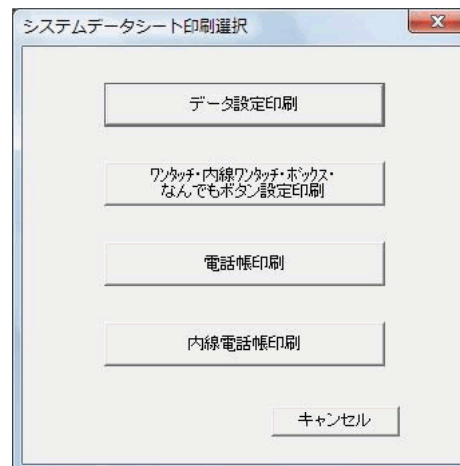 システムデータシート印刷選択
データ設定印刷
ワンタッチ・内線ワンタッチ・ボックス・
なんでもボタン設定印刷
電話帳印刷
内線電話帳印刷
キャンセル